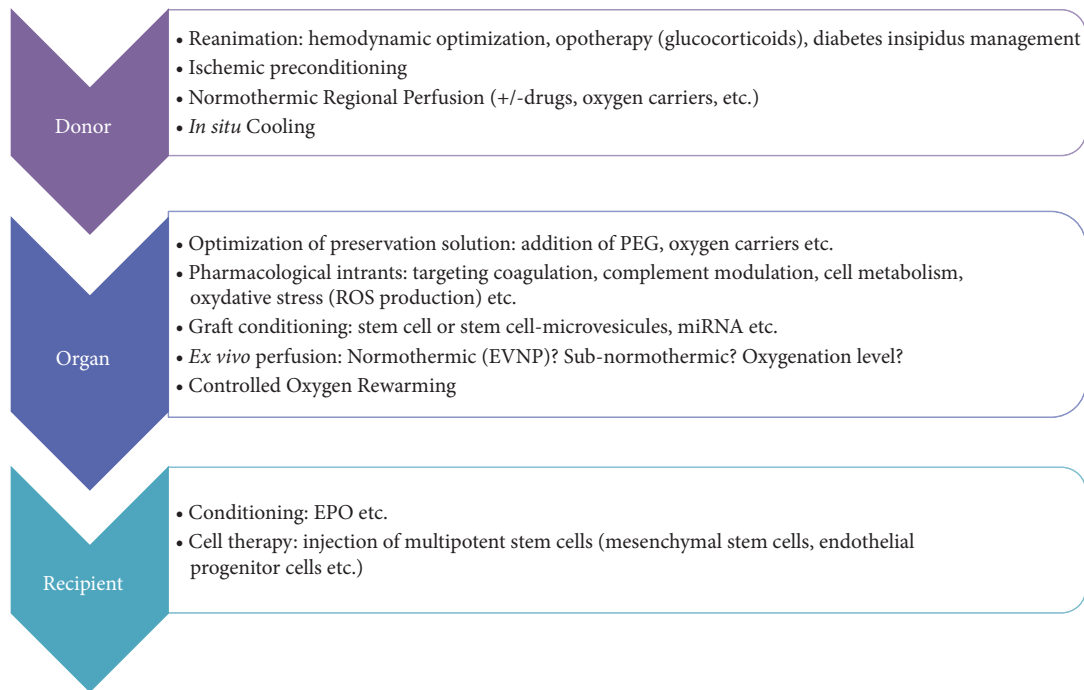 Donor
• Reanimation: hemodynamic optimization, opotherapy (glucocorticoids), diabetes insipidus management
• Ischemic preconditioning
• Normothermic Regional Perfusion (+/-drugs, oxygen carriers, etc.)
• In situ Cooling
Organ
• Optimization of preservation solution: addition of PEG, oxygen carriers etc.
• Pharmacological intrants: targeting coagulation, complement modulation, cell metabolism,
oxydative stress (ROS production) etc.
• Graft conditioning: stem cell or stem cell-microvesicules, miRNA etc.
• Ex vivo perfusion: Normothermic (EVNP)? Sub-normothermic? Oxygenation level?
• Controlled Oxygen Rewarming
Recipient
• Conditioning: EPO etc.
• Cell therapy: injection of multipotent stem cells (mesenchymal stem cells, endothelial
progenitor cells etc.)